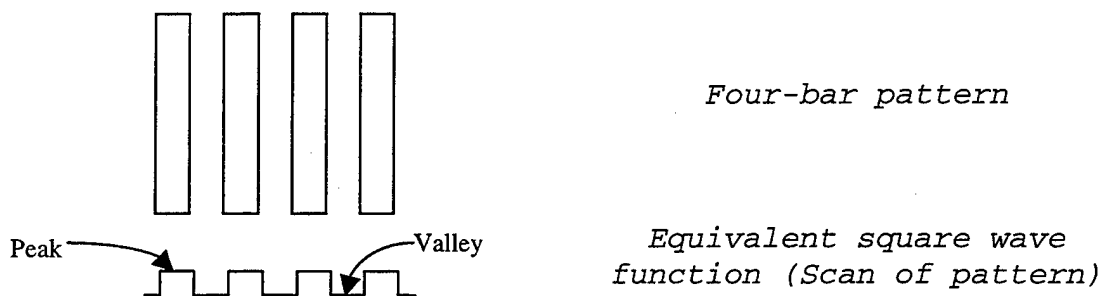 Four-bar pattern
Peak
Valley
Equivalent square wave
function (Scan of pattern)